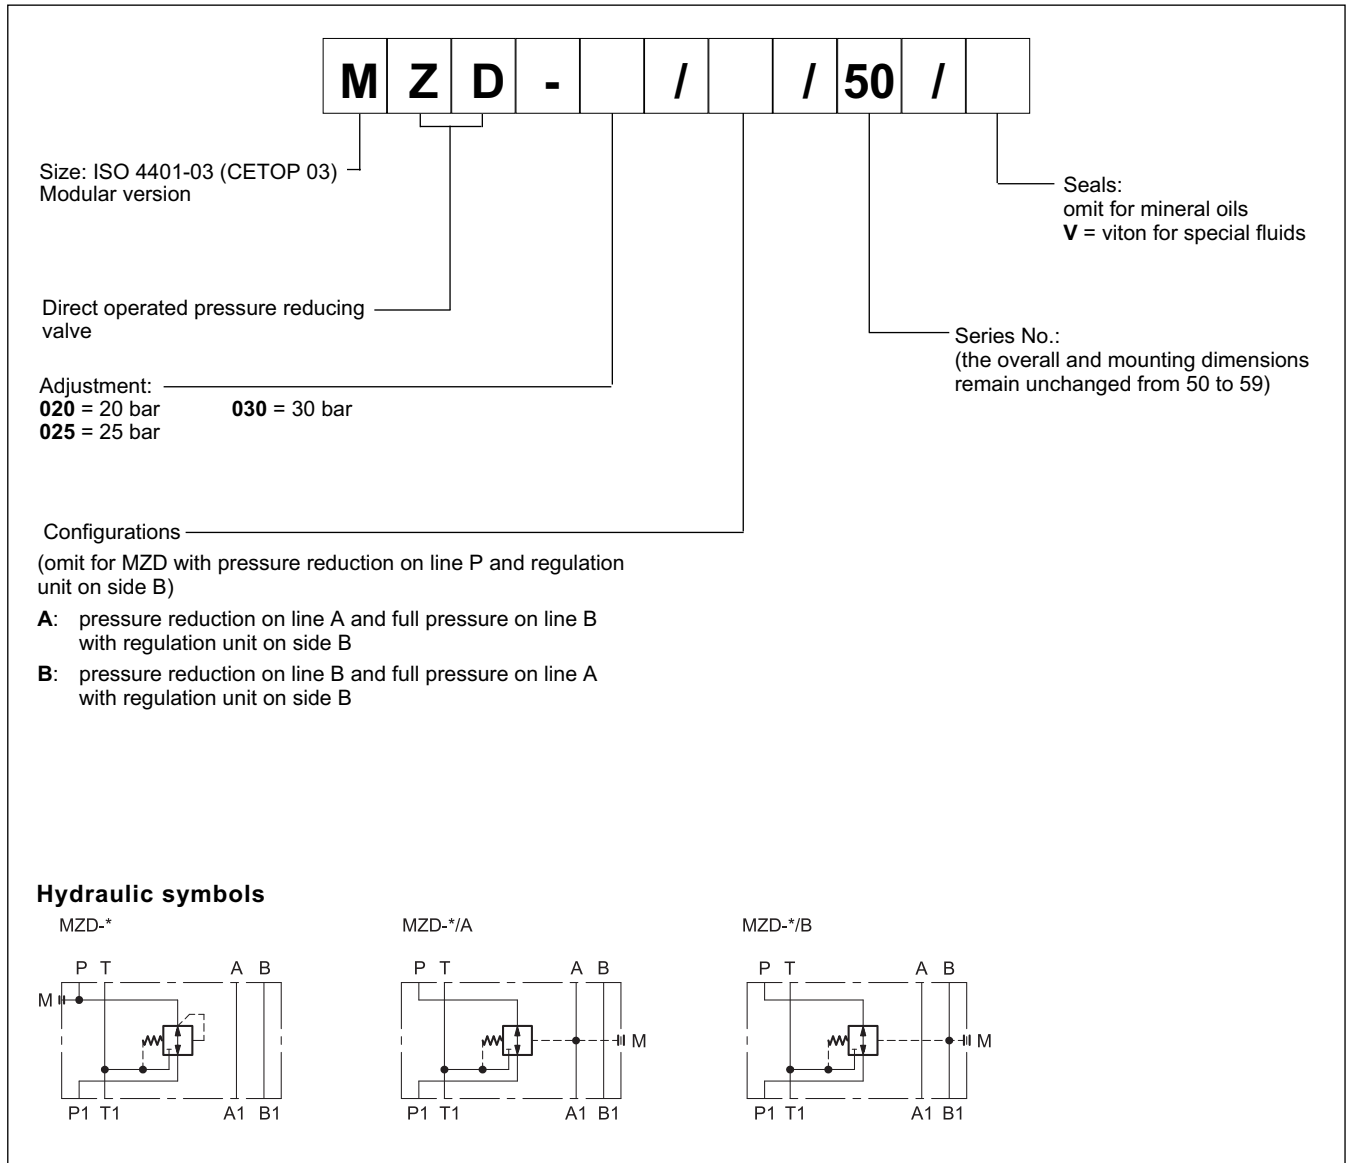 M Z D - / / 50 /
Size: ISO 4401-03 (CETOP 03)
Modular version
Seals:
omit for mineral oils
V = viton for special fluids
Direct operated pressure reducing
valve
Series No.:
(the overall and mounting dimensions
remain unchanged from 50 to 59)
Adjustment:
020 = 20 bar 030 = 30 bar
025 = 25 bar
Configurations
(omit for MZD with pressure reduction on line P and regulation
unit on side B)
A: pressure reduction on line A and full pressure on line B
with regulation unit on side B
B: pressure reduction on line B and full pressure on line A
with regulation unit on side B
Hydraulic symbols
MZD-* MZD-*/A MZD-*/B
P T A B P T A B P T A B
M
M M
P1 T1 A1 B1 P1 T1 A1 B1 P1 T1 A1 B1